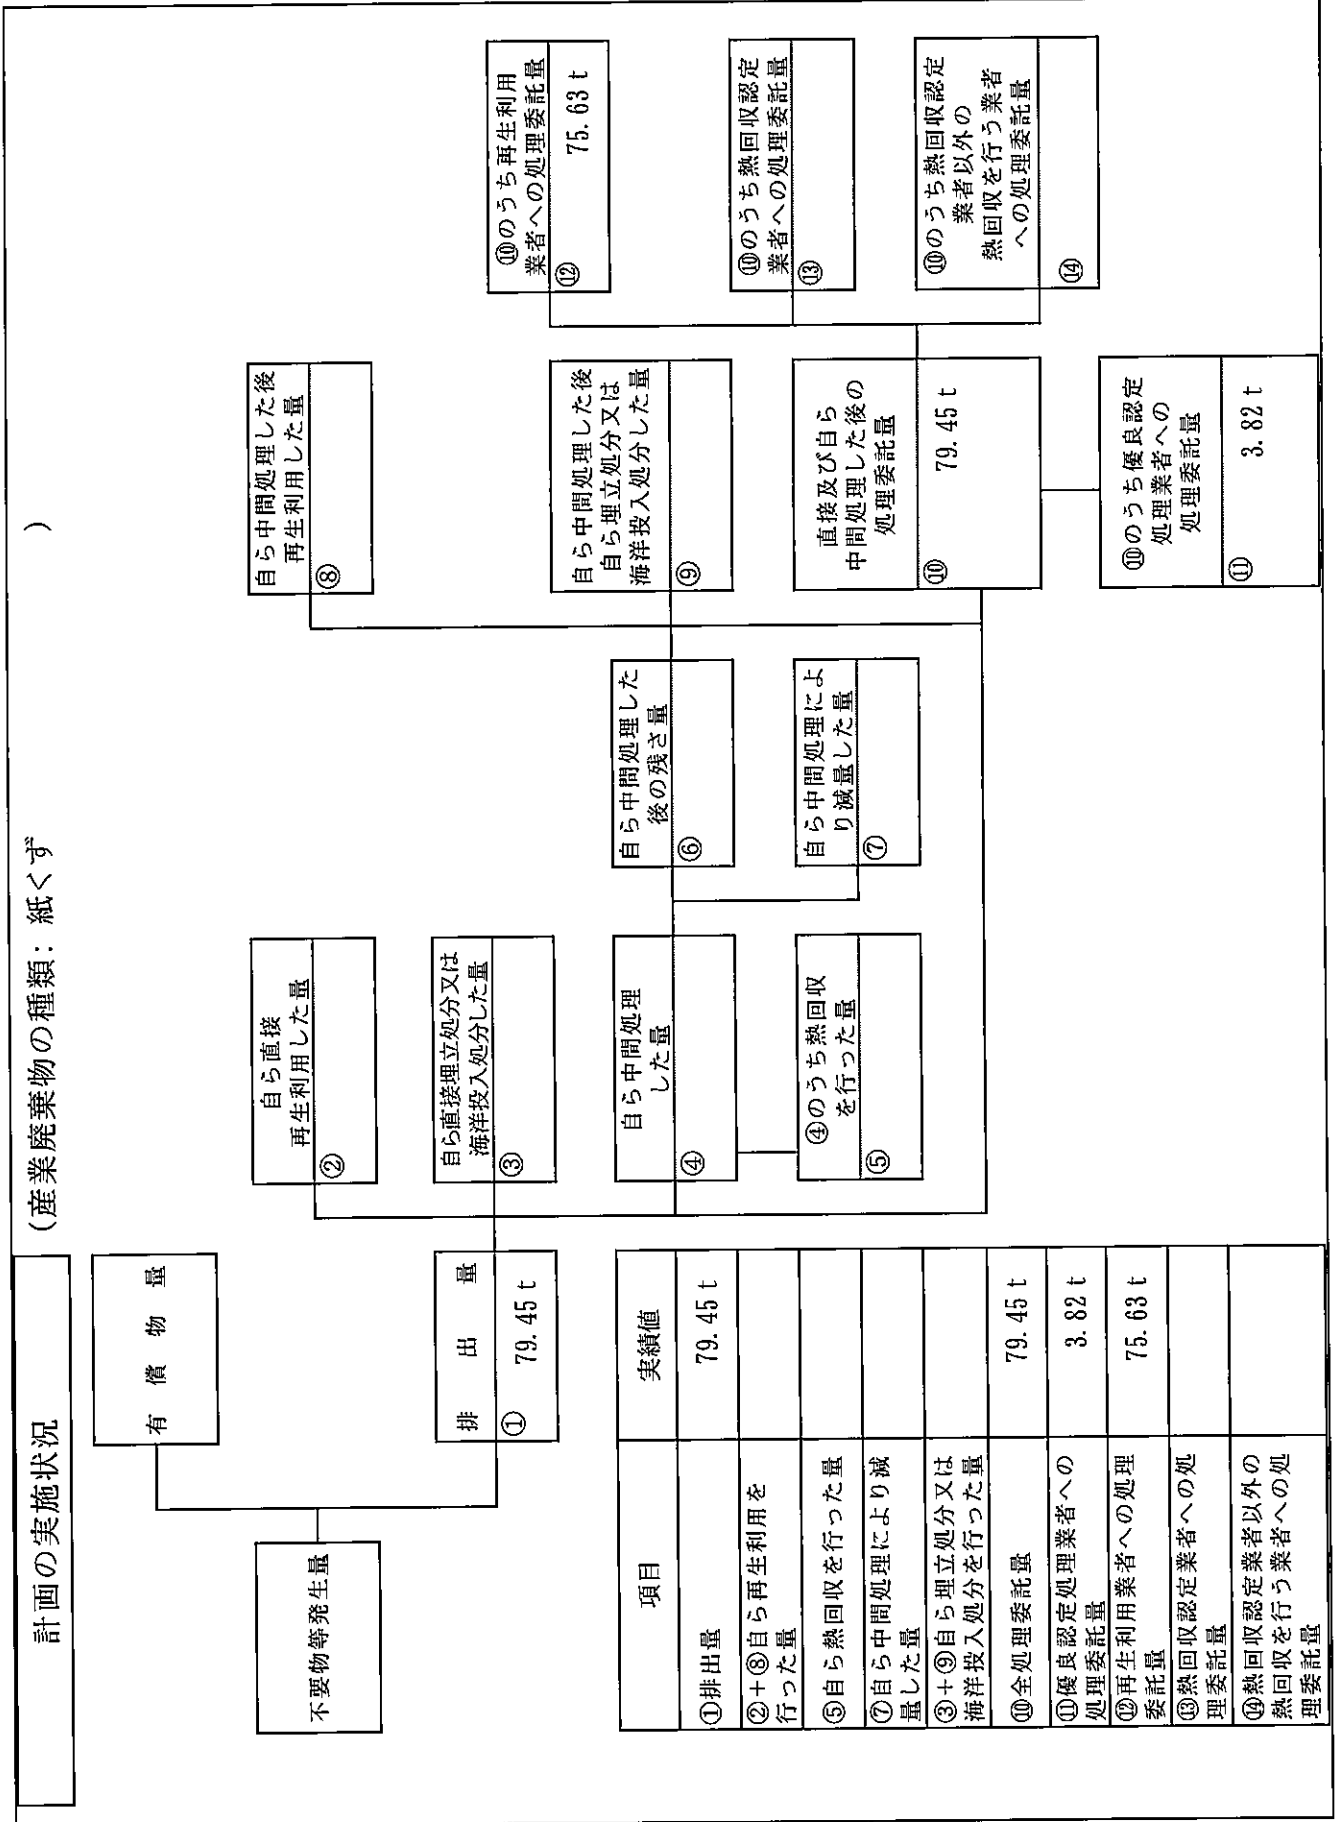 計画の実施状況
（産業廃棄物の種類：紙くず　　　　　　　　　　）
不要物等発生量
有償物量
排出量
①
79.45 t
自ら直接
再生利用した量
②
自ら直接埋立処分又は
海洋投入処分した量
③
自ら中間処理
した量
④
④のうち熱回収
を行った量
⑤
自ら中間処理した
後の残さ量
⑥
自ら中間処理によ
り減量した量
⑦
自ら中間処理した後
再生利用した量
⑧
自ら中間処理した後
自ら埋立処分又は
海洋投入処分した量
⑨
直接及び自ら
中間処理した後の
処理委託量
⑩
79.45 t
⑩のうち優良認定
処理業者への
処理委託量
⑪
3.82 t
⑩のうち再生利用
業者への処理委託量
⑫
75.63 t
⑩のうち熱回収認定
業者への処理委託量
⑬
⑩のうち熱回収認定
業者以外の
熱回収を行う業者
への処理委託量
⑭
項目 実績値
①排出量 79.45 t
②＋⑧自ら再生利用を
行った量
⑤自ら熱回収を行った量
⑦自ら中間処理により減
量した量
③＋⑨自ら埋立処分又は
海洋投入処分を行った量
⑩全処理委託量 79.45 t
⑪優良認定処理業者への
処理委託量 3.82 t
⑫再生利用業者への処理
委託量 75.63 t
⑬熱回収認定業者への処
理委託量
⑭熱回収認定業者以外の
熱回収を行う業者への処
理委託量